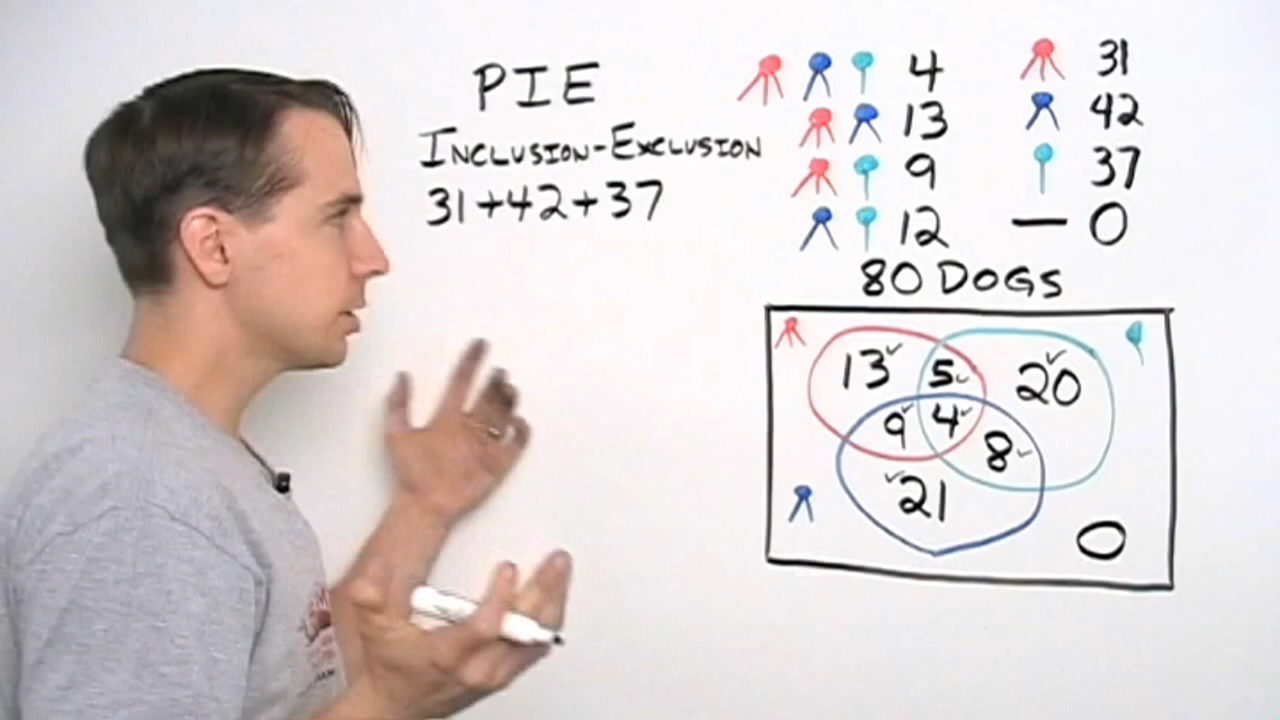 PIE
INCLUSION-EXCLUSION
31+42+37
4
13
9
12
31
42
37
— 0
80 DOGS
13 5 20
9 4 8
21
0